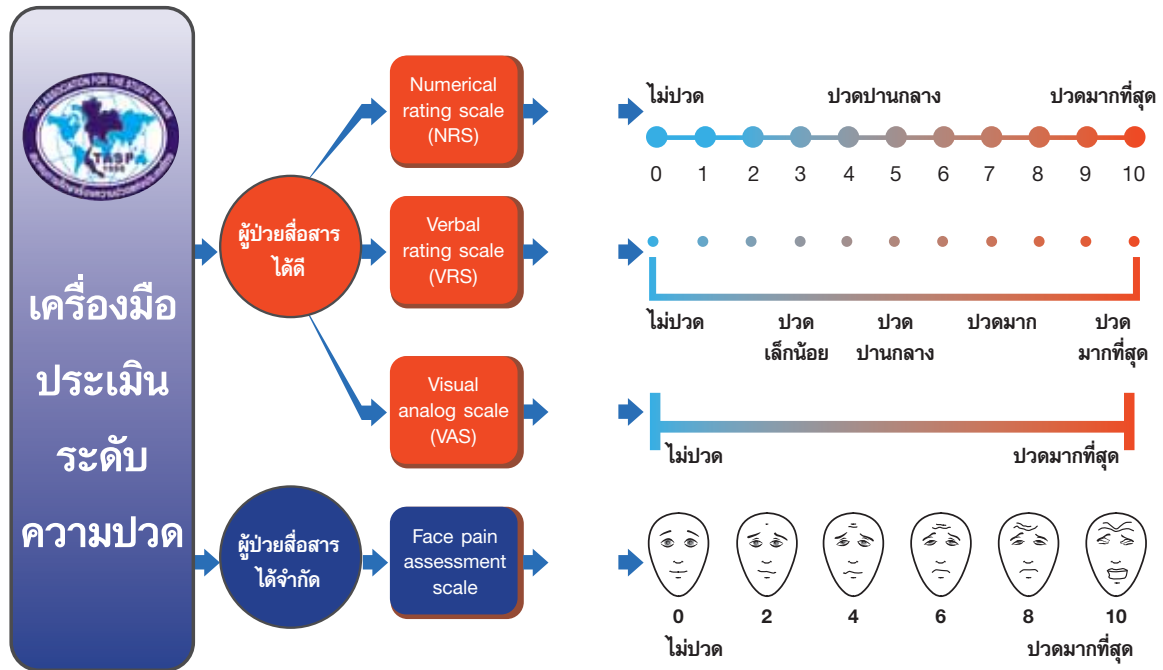 THAI ASSOCIATION FOR THE STUDY OF PAIN
TASP
เครื่องมือ
ประเมิน
ระดับ
ความปวด
ผู้ป่วยสื่อสาร
ได้ดี
ผู้ป่วยสื่อสาร
ได้จำกัด
Numerical
rating scale
(NRS)
ไม่ปวด ปวดปานกลาง ปวดมากที่สุด
0 1 2 3 4 5 6 7 8 9 10
Verbal
rating scale
(VRS)
ไม่ปวด ปวด ปวด ปวดมาก ปวด
เล็กน้อย ปานกลาง มากที่สุด
Visual
analog scale
(VAS)
ไม่ปวด ปวดมากที่สุด
Face pain
assessment
scale
0 2 4 6 8 10
ไม่ปวด ปวดมากที่สุด